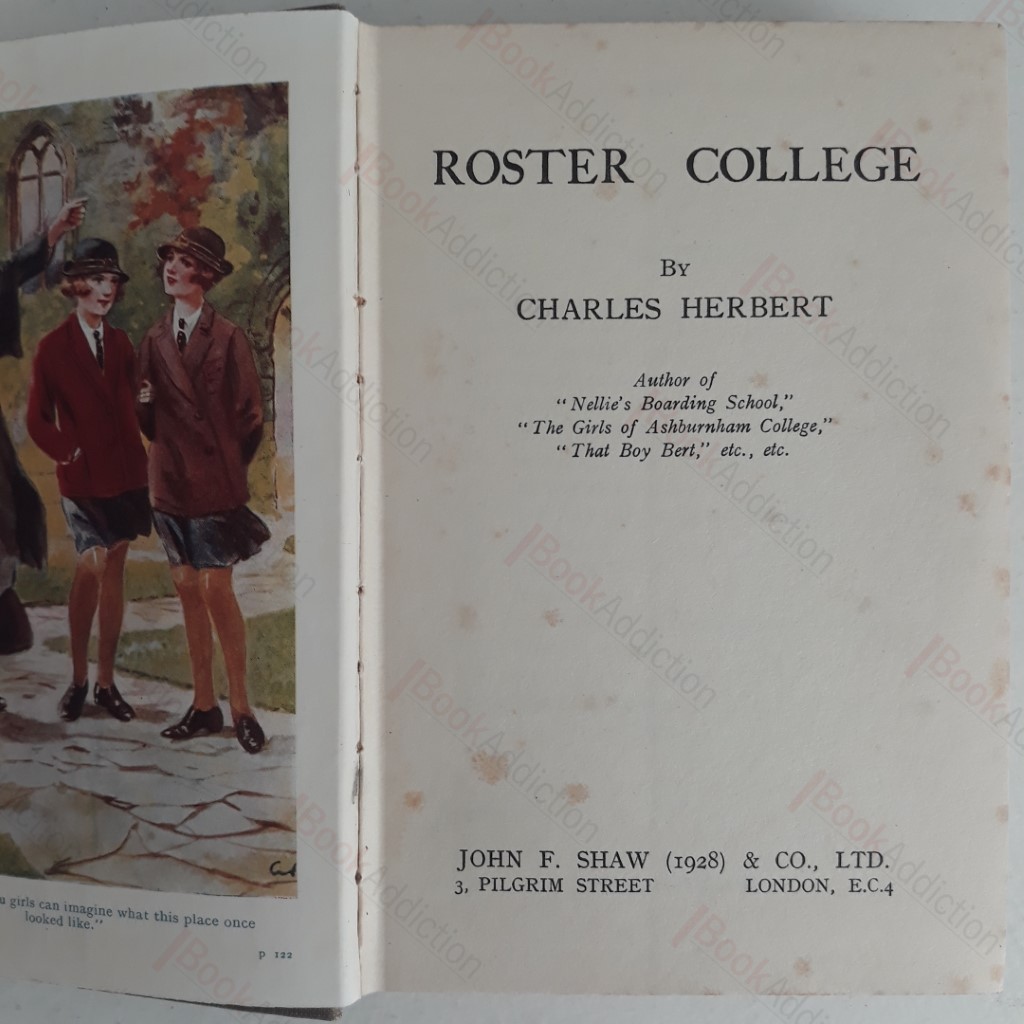 u girls can imagine what this place once
looked like."
p 122
ROSTER COLLEGE
By
CHARLES HERBERT
Author of
"Nellie's Boarding School,"
"The Girls of Ashburnham College,"
"That Boy Bert," etc., etc.
JOHN F. SHAW (1928) & CO., LTD.
3, PILGRIM STREET LONDON, E.C.4
BookAddiction